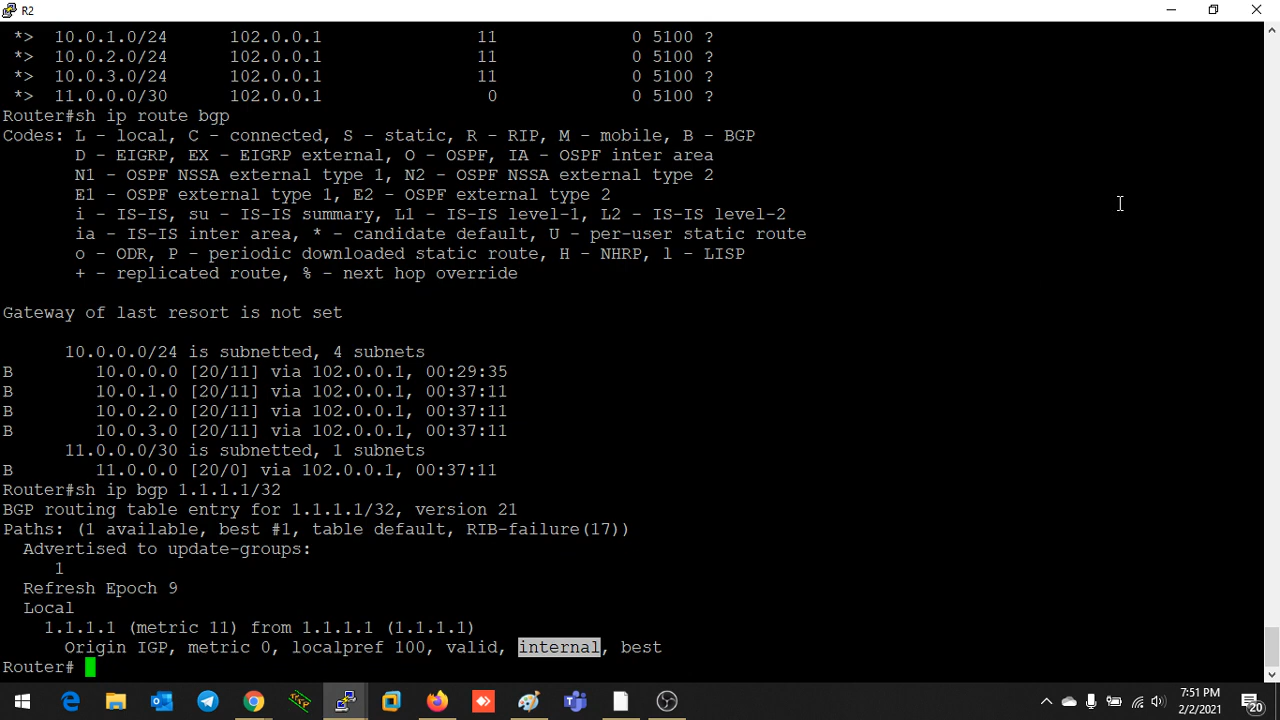 R2
*>  10.0.1.0/24      102.0.0.1               11             0 5100 ?
*>  10.0.2.0/24      102.0.0.1               11             0 5100 ?
*>  10.0.3.0/24      102.0.0.1               11             0 5100 ?
*>  11.0.0.0/30      102.0.0.1                0             0 5100 ?
Router#sh ip route bgp
Codes: L - local, C - connected, S - static, R - RIP, M - mobile, B - BGP
D - EIGRP, EX - EIGRP external, O - OSPF, IA - OSPF inter area
N1 - OSPF NSSA external type 1, N2 - OSPF NSSA external type 2
E1 - OSPF external type 1, E2 - OSPF external type 2
i - IS-IS, su - IS-IS summary, L1 - IS-IS level-1, L2 - IS-IS level-2
ia - IS-IS inter area, * - candidate default, U - per-user static route
o - ODR, P - periodic downloaded static route, H - NHRP, l - LISP
+ - replicated route, % - next hop override
Gateway of last resort is not set
10.0.0.0/24 is subnetted, 4 subnets
B        10.0.0.0 [20/11] via 102.0.0.1, 00:29:35
B        10.0.1.0 [20/11] via 102.0.0.1, 00:37:11
B        10.0.2.0 [20/11] via 102.0.0.1, 00:37:11
B        10.0.3.0 [20/11] via 102.0.0.1, 00:37:11
11.0.0.0/30 is subnetted, 1 subnets
B        11.0.0.0 [20/0] via 102.0.0.1, 00:37:11
Router#sh ip bgp 1.1.1.1/32
BGP routing table entry for 1.1.1.1/32, version 21
Paths: (1 available, best #1, table default, RIB-failure(17))
Advertised to update-groups:
1
Refresh Epoch 9
Local
1.1.1.1 (metric 11) from 1.1.1.1 (1.1.1.1)
Origin IGP, metric 0, localpref 100, valid, internal, best
Router#
7:51 PM
2/2/2021
20